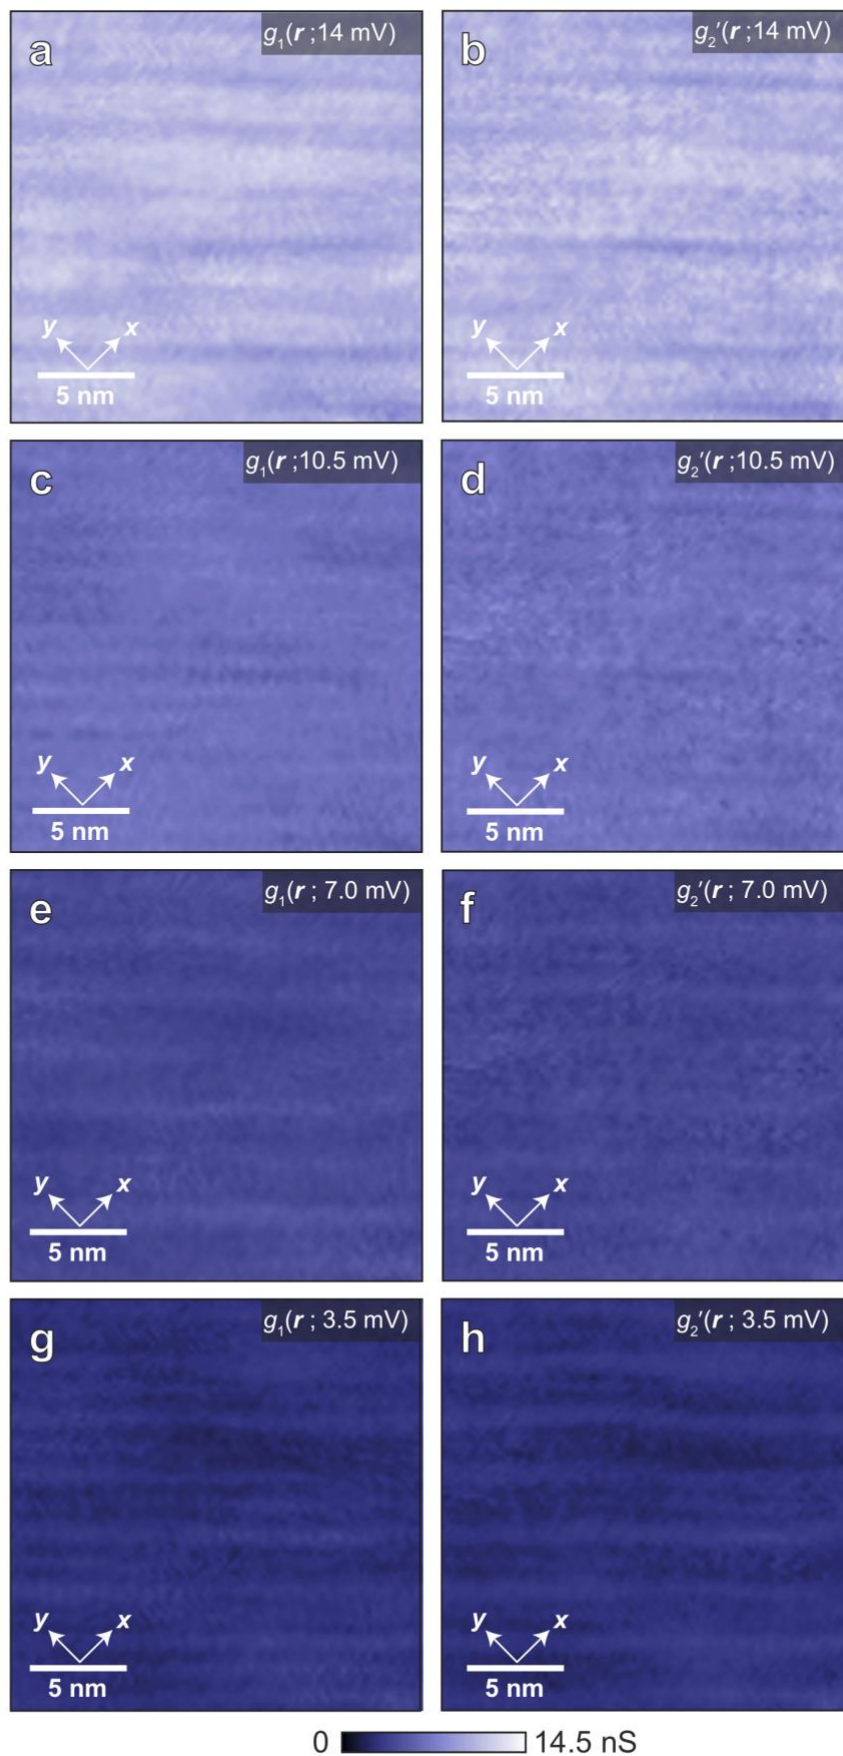 a
g₁(r ;14 mV)
y x
5 nm
b
g₂′(r ;14 mV)
y x
5 nm
c
g₁(r ;10.5 mV)
y x
5 nm
d
g₂′(r ;10.5 mV)
y x
5 nm
e
g₁(r ; 7.0 mV)
y x
5 nm
f
g₂′(r ; 7.0 mV)
y x
5 nm
g
g₁(r ; 3.5 mV)
y x
5 nm
h
g₂′(r ; 3.5 mV)
y x
5 nm
0 14.5 nS